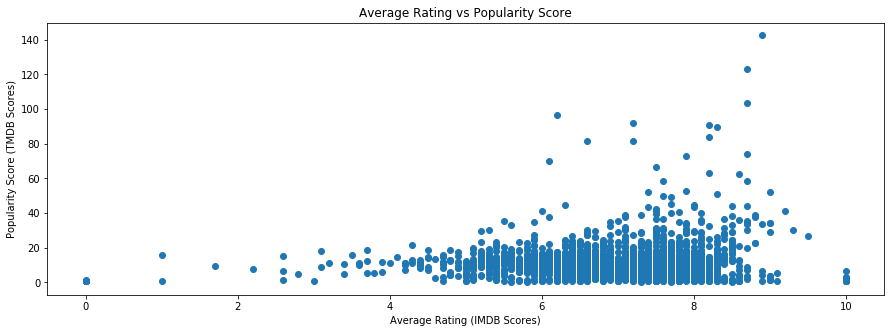 Average Rating vs Popularity Score
Popularity Score (TMDB Scores)
140
120
100
80
60
40
20
0
0 2 4 6 8 10
Average Rating (IMDB Scores)